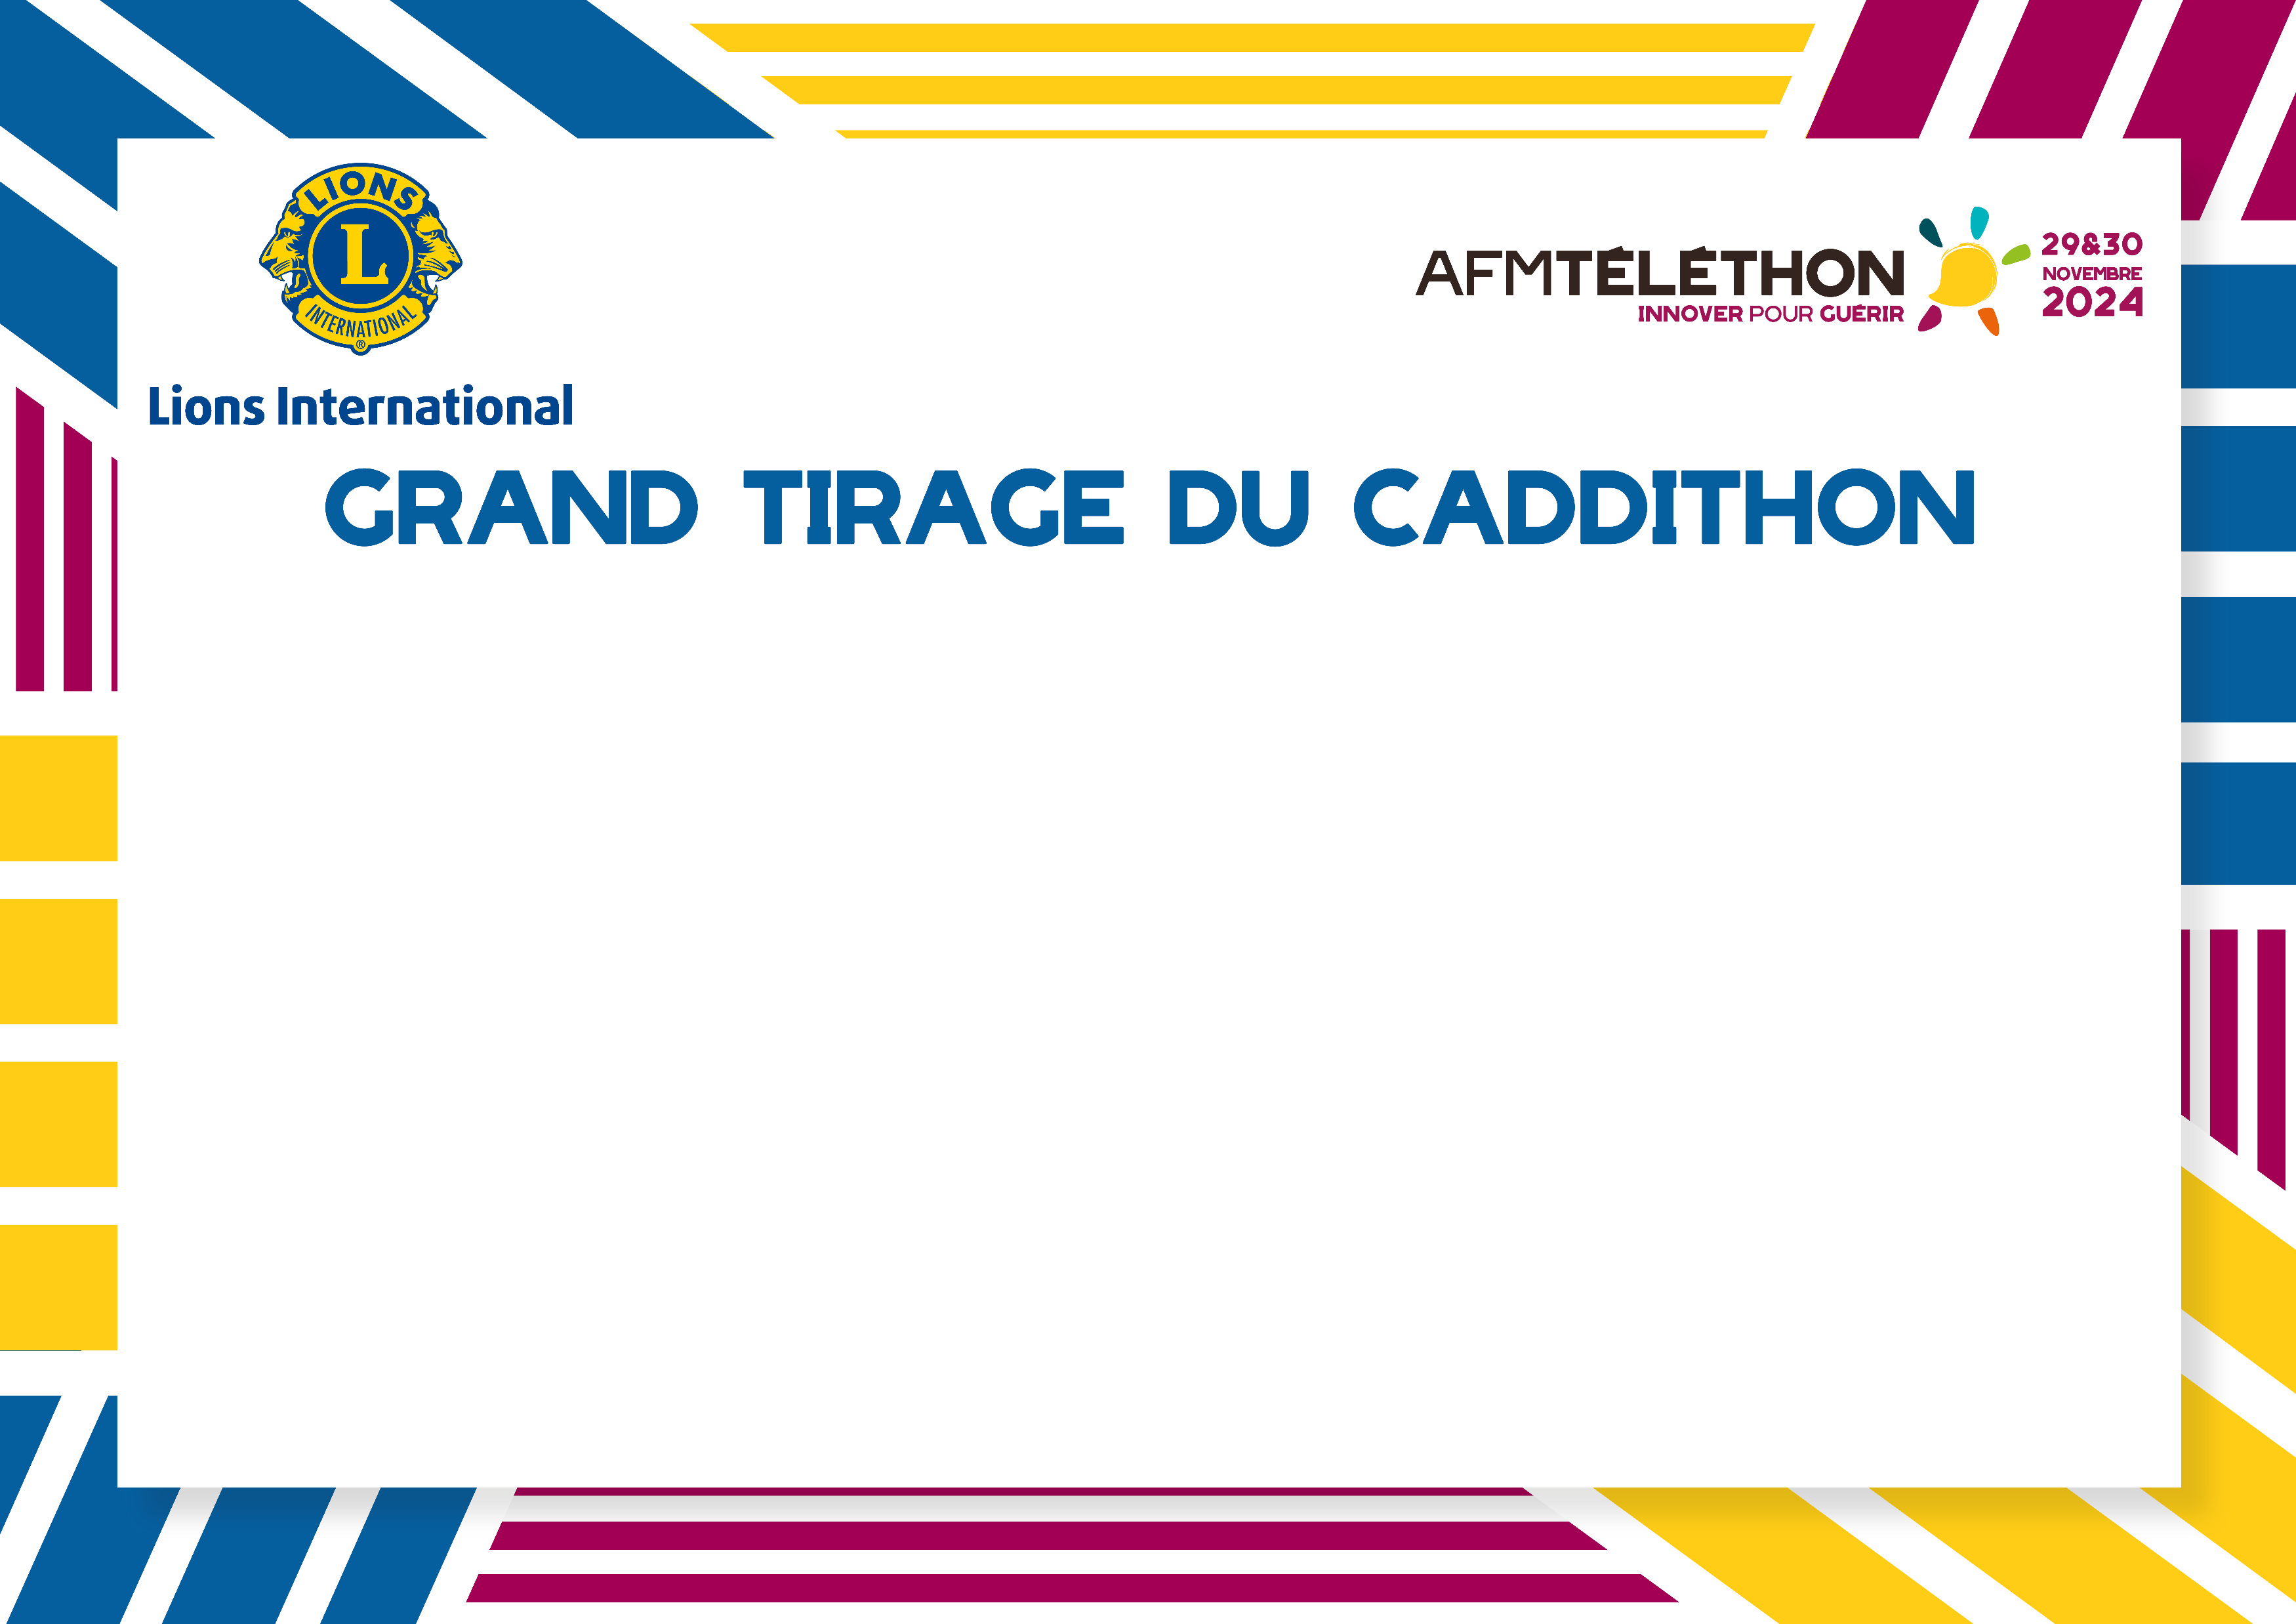 LIONS
L
INTERNATIONAL
®
Lions International
AFMTÉLÉTHON
INNOVER POUR GUÉRIR
29&30
NOVEMBRE
2024
GRAND TIRAGE DU CADDITHON